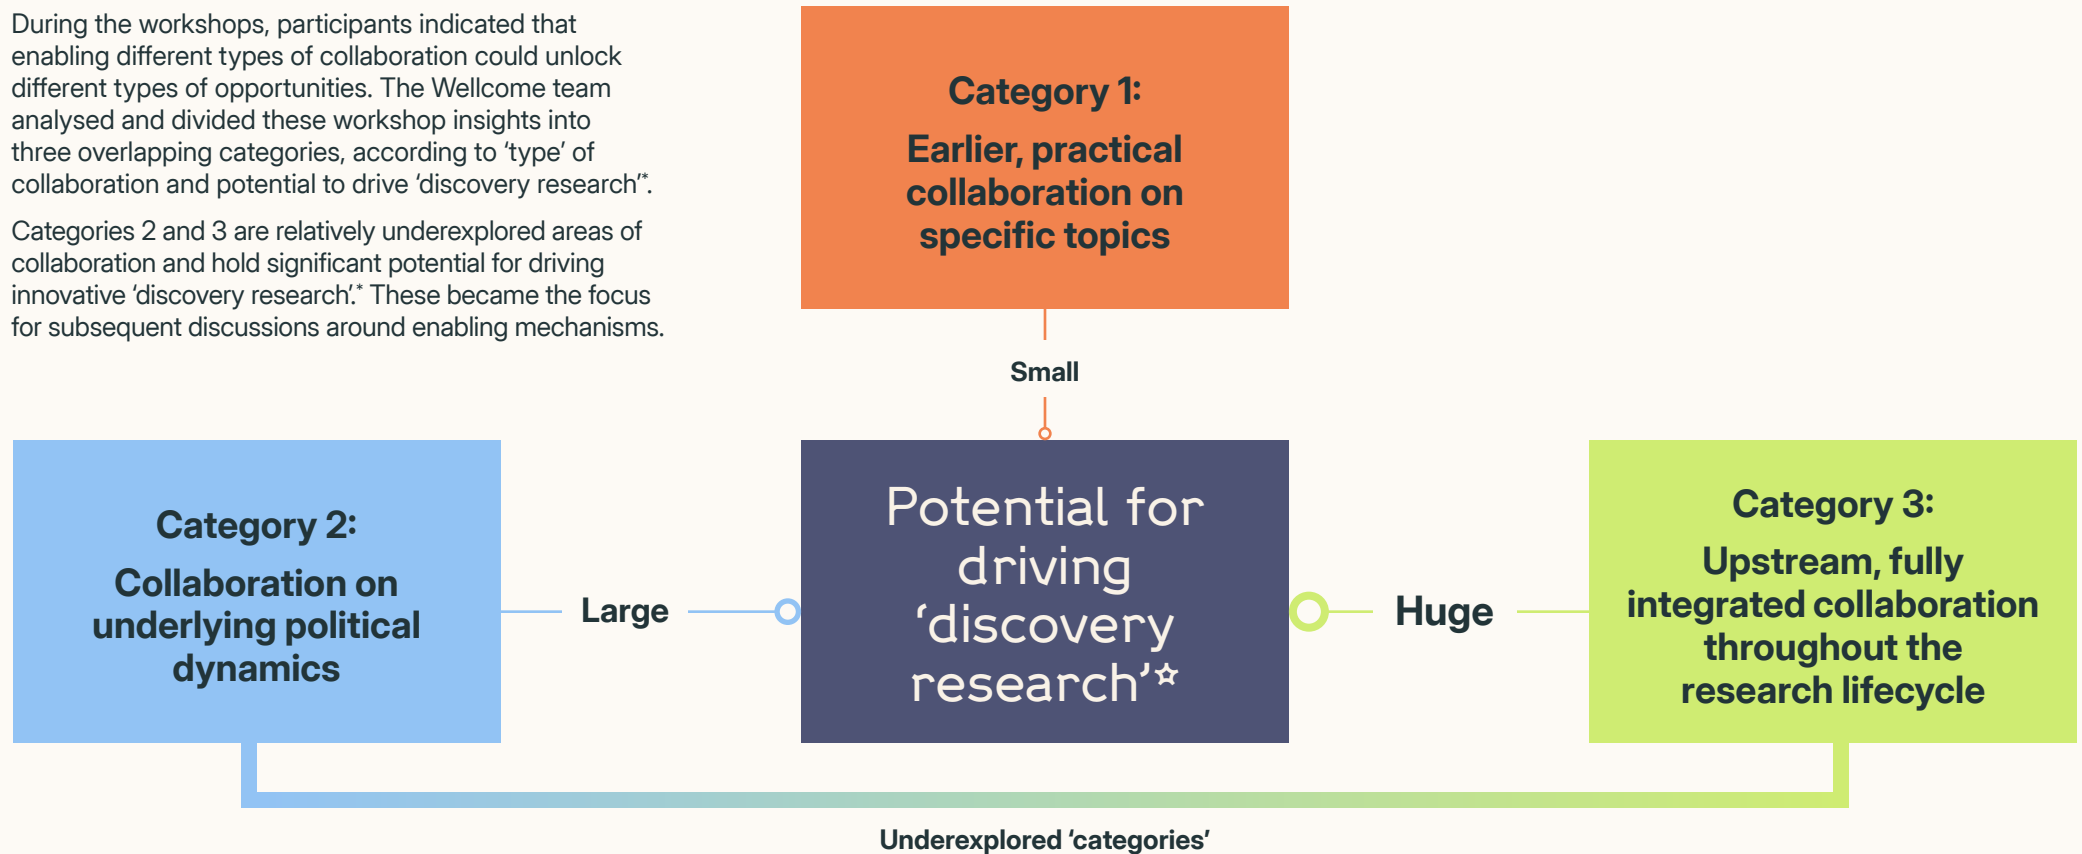 During the workshops, participants indicated that
enabling different types of collaboration could unlock
different types of opportunities. The Wellcome team
analysed and divided these workshop insights into
three overlapping categories, according to ‘type’ of
collaboration and potential to drive ‘discovery research’*.
Categories 2 and 3 are relatively underexplored areas of
collaboration and hold significant potential for driving
innovative ‘discovery research’.* These became the focus
for subsequent discussions around enabling mechanisms.
Category 1:
Earlier, practical
collaboration on
specific topics
Small
Category 2:
Collaboration on
underlying political
dynamics
Large
Potential for
driving
‘discovery
research’☆
Huge
Category 3:
Upstream, fully
integrated collaboration
throughout the
research lifecycle
Underexplored ‘categories’